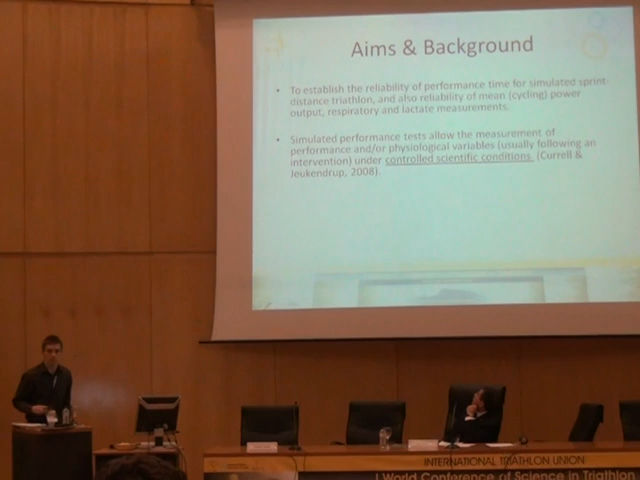 Aims & Background
• To establish the reliability of performance time for simulated sprint-
distance triathlon, and also reliability of mean (cycling) power
output, respiratory and lactate measurements.
• Simulated performance tests allow the measurement of
performance and/or physiological variables (usually following an
intervention) under controlled scientific conditions (Currell &
Jeukendrup, 2008).
INTERNATIONAL TRIATHLON UNION
I World Conference of Science in Triathlon